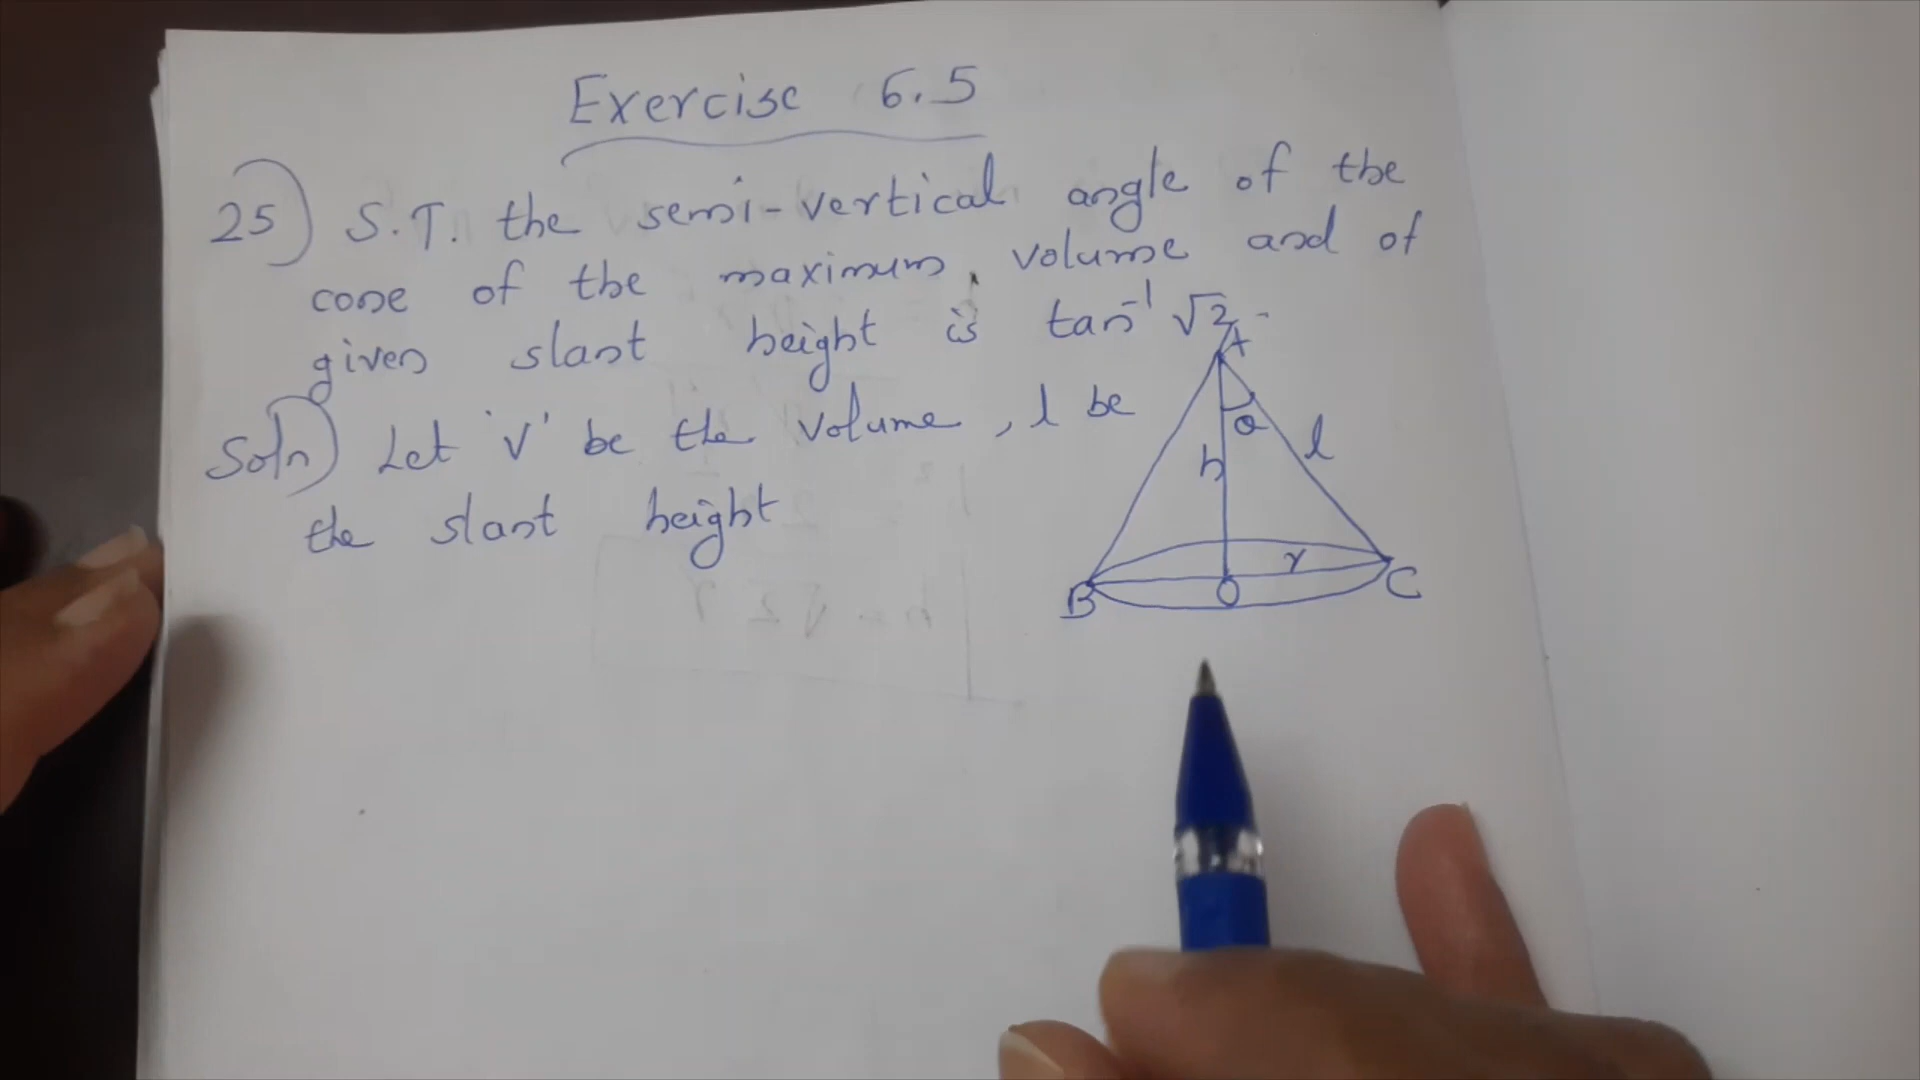 Exercise 6.5
25) S.T. the semi-vertical angle of the
cone of the maximum volume and of
given slant height is tan⁻¹ √2.
Soln) Let 'V' be the volume, l be
the slant height
A
θ
l
h
r
B
O
C